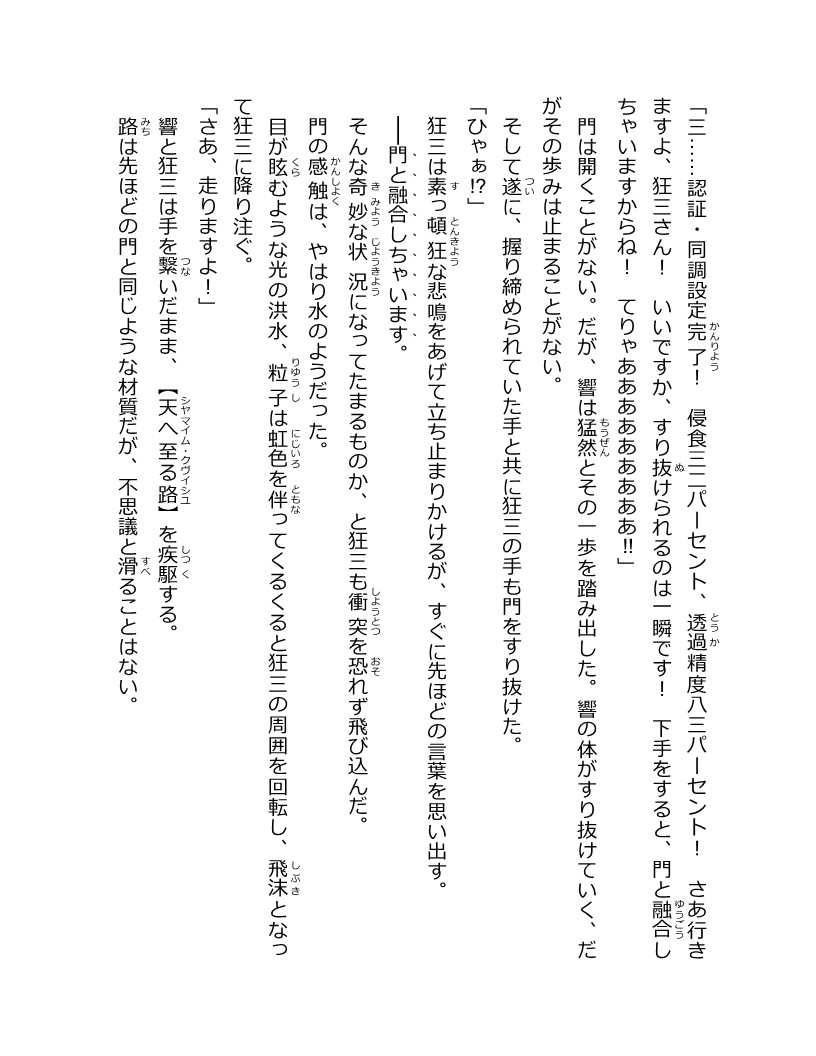 「三……認証・同調設定完了！　侵食三二パーセント、透過精度八三パーセント！　さあ行き
ますよ、狂三さん！　いいですか、すり抜けられるのは一瞬です！　下手をすると、門と融合し
ちゃいますからね！　てりゃあああああああああ!!」
　門は開くことがない。だが、響は猛然とその一歩を踏み出した。響の体がすり抜けていく、だ
がその歩みは止まることがない。
　そして遂に、握り締められていた手と共に狂三の手も門をすり抜けた。
「ひゃぁ!?」
　狂三は素っ頓狂な悲鳴をあげて立ち止まりかけるが、すぐに先ほどの言葉を思い出す。
　――門と融合しちゃいます。
　そんな奇妙な状況になってたまるものか、と狂三も衝突を恐れず飛び込んだ。
門の感触は、やはり水のようだった。
　目が眩むような光の洪水、粒子は虹色を伴ってくるくると狂三の周囲を回転し、飛沫となっ
て狂三に降り注ぐ。
「さあ、走りますよ！」
　響と狂三は手を繋いだまま、【天へ至る路】を疾駆する。
　路は先ほどの門と同じような材質だが、不思議と滑ることはない。